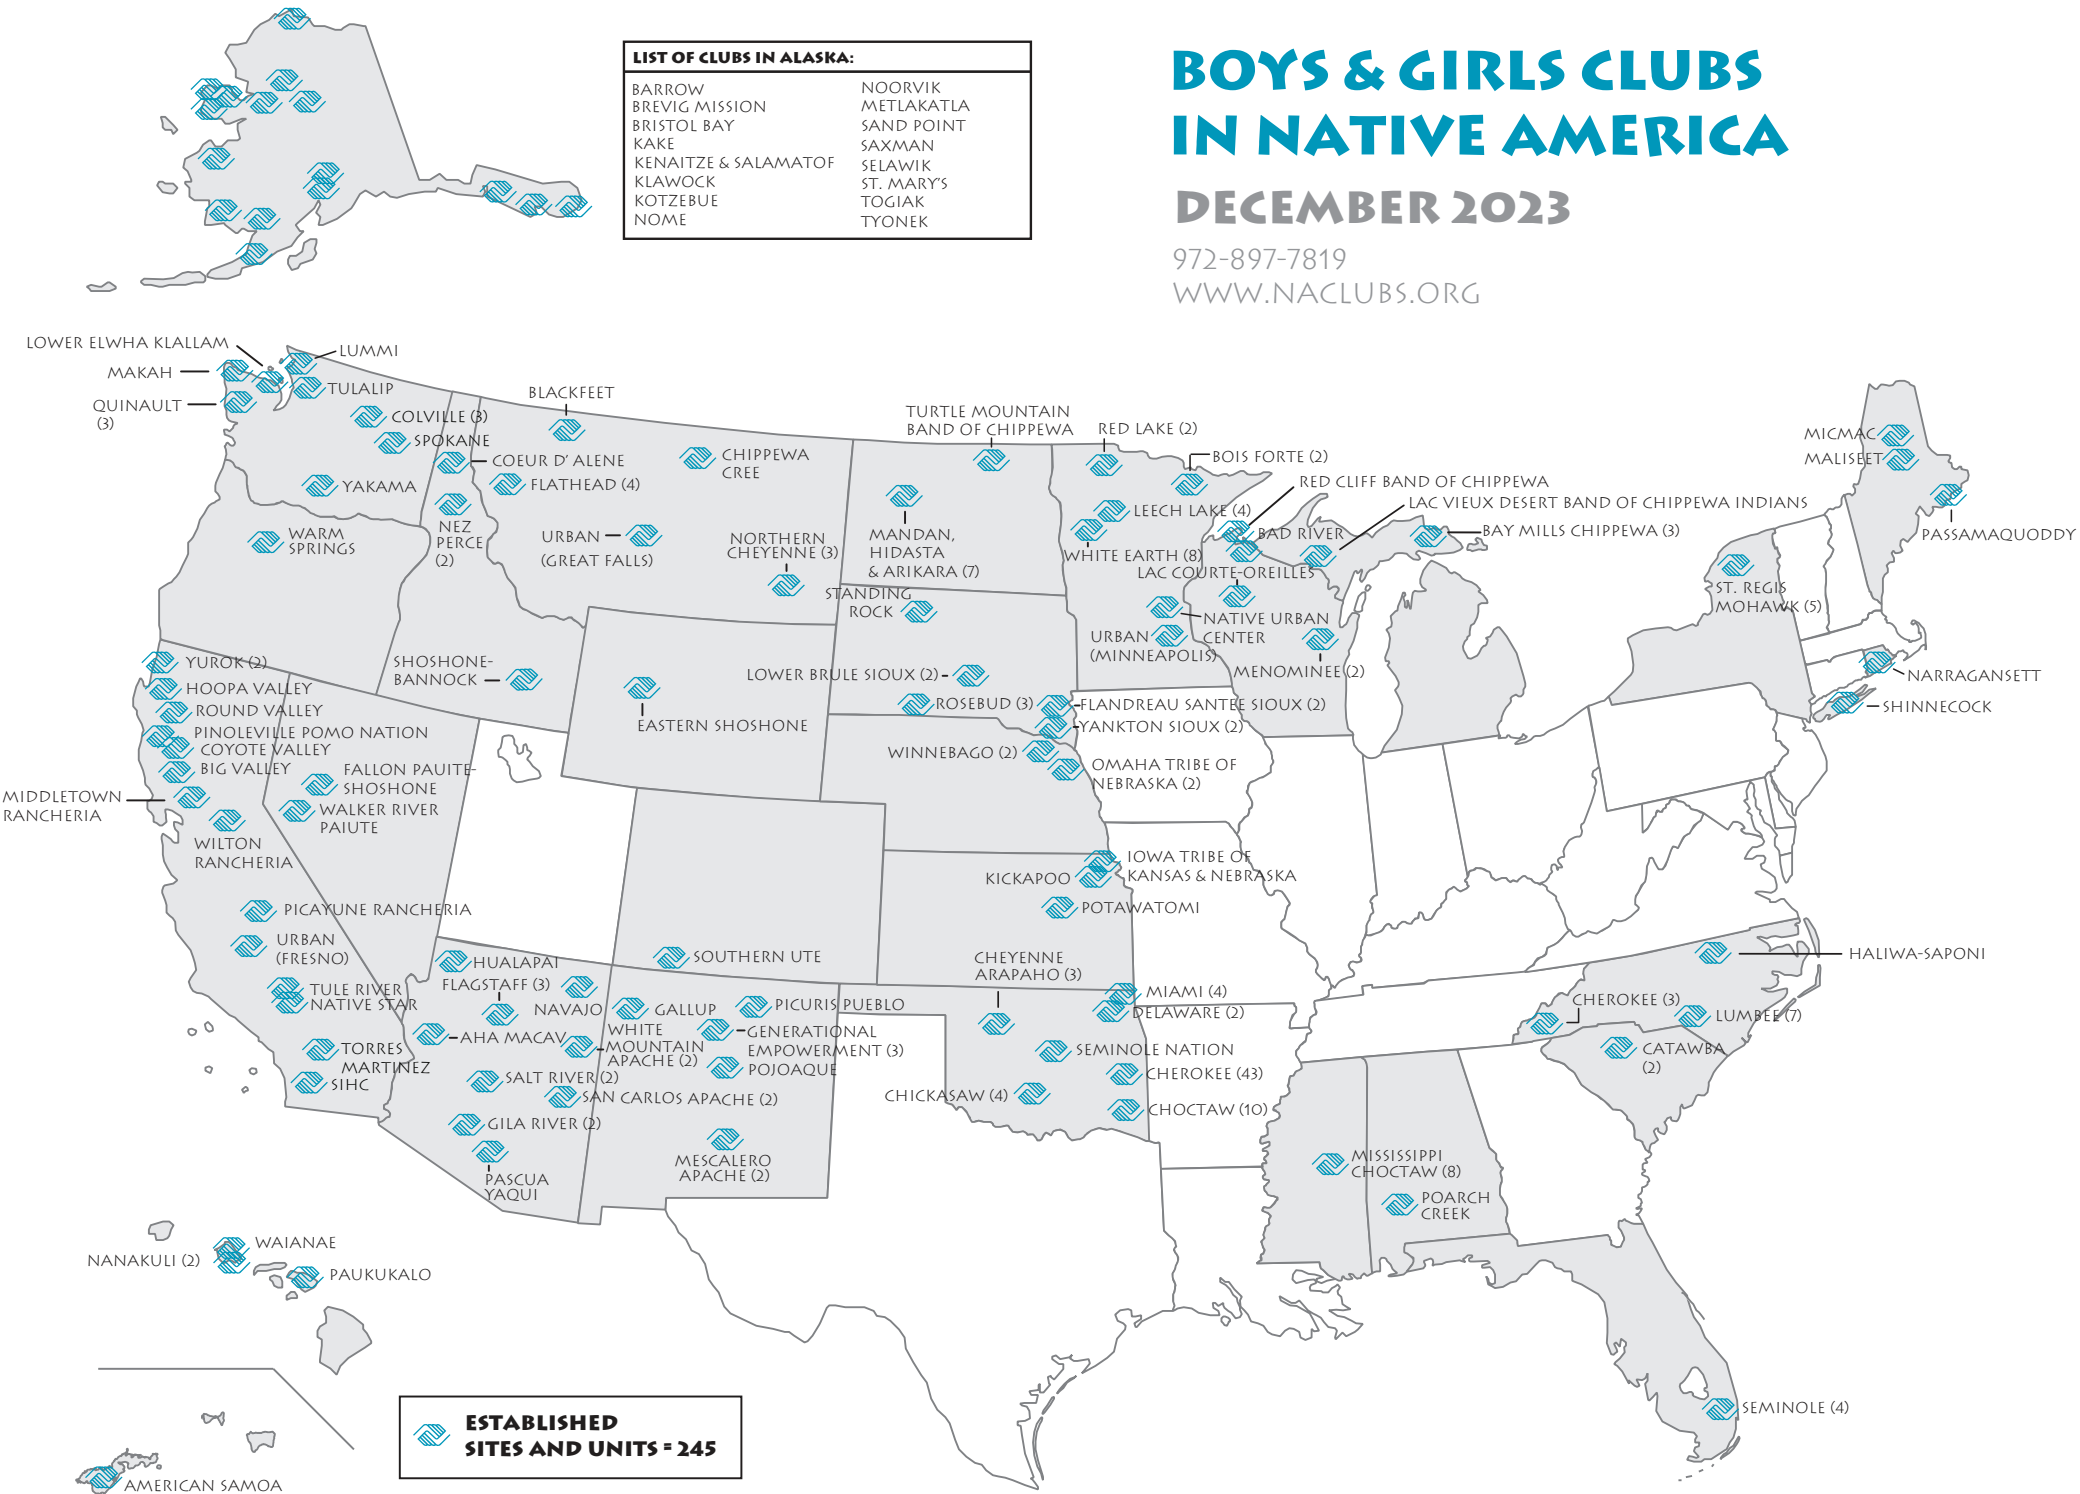 BOYS & GIRLS CLUBS
IN NATIVE AMERICA
DECEMBER 2023
972-897-7819
WWW.NACLUBS.ORG
LIST OF CLUBS IN ALASKA:
BARROW
BREVIG MISSION
BRISTOL BAY
KAKE
KENAITZE & SALAMATOF
KLAWOCK
KOTZEBUE
NOME
NOORVIK
METLAKATLA
SAND POINT
SAXMAN
SELAWIK
ST. MARY'S
TOGIAK
TYONEK
LOWER ELWHA KLALLAM
LUMMI
MAKAH
TULALIP
QUINAULT
(3)
COLVILLE (3)
SPOKANE
COEUR D' ALENE
YAKAMA
NEZ
PERCE
(2)
WARM
SPRINGS
BLACKFEET
FLATHEAD (4)
CHIPPEWA
CREE
URBAN
(GREAT FALLS)
NORTHERN
CHEYENNE (3)
SHOSHONE-
BANNOCK
EASTERN SHOSHONE
TURTLE MOUNTAIN
BAND OF CHIPPEWA
MANDAN,
HIDASTA
& ARIKARA (7)
STANDING
ROCK
LOWER BRULE SIOUX (2)
ROSEBUD (3)
FLANDREAU SANTEE SIOUX (2)
YANKTON SIOUX (2)
WINNEBAGO (2)
OMAHA TRIBE OF
NEBRASKA (2)
RED LAKE (2)
BOIS FORTE (2)
LEECH LAKE (4)
WHITE EARTH (8)
RED CLIFF BAND OF CHIPPEWA
BAD RIVER
LAC VIEUX DESERT BAND OF CHIPPEWA INDIANS
BAY MILLS CHIPPEWA (3)
LAC COURTE-OREILLES
NATIVE URBAN
CENTER
URBAN
(MINNEAPOLIS)
MENOMINEE (2)
MICMAC
MALISEET
PASSAMAQUODDY
ST. REGIS
MOHAWK (5)
NARRAGANSETT
SHINNECOCK
YUROK (2)
HOOPA VALLEY
ROUND VALLEY
PINOLEVILLE POMO NATION
COYOTE VALLEY
BIG VALLEY
MIDDLETOWN
RANCHERIA
WILTON
RANCHERIA
FALLON PAUITE-
SHOSHONE
WALKER RIVER
PAIUTE
PICAYUNE RANCHERIA
URBAN
(FRESNO)
TULE RIVER
NATIVE STAR
TORRES
MARTINEZ
SIHC
HUALAPAI
FLAGSTAFF (3)
NAVAJO
AHA MACAV
WHITE
MOUNTAIN
APACHE (2)
SALT RIVER (2)
SAN CARLOS APACHE (2)
GILA RIVER (2)
PASCUA
YAQUI
SOUTHERN UTE
GALLUP
PICURIS PUEBLO
GENERATIONAL
EMPOWERMENT (3)
POJOAQUE
MESCALERO
APACHE (2)
IOWA TRIBE OF
KANSAS & NEBRASKA
KICKAPOO
POTAWATOMI
CHEYENNE
ARAPAHO (3)
MIAMI (4)
DELAWARE (2)
SEMINOLE NATION
CHEROKEE (43)
CHICKASAW (4)
CHOCTAW (10)
HALIWA-SAPONI
CHEROKEE (3)
LUMBEE (7)
CATAWBA
(2)
MISSISSIPPI
CHOCTAW (8)
POARCH
CREEK
SEMINOLE (4)
WAIANAE
NANAKULI (2)
PAUKUKALO
AMERICAN SAMOA
ESTABLISHED
SITES AND UNITS = 245